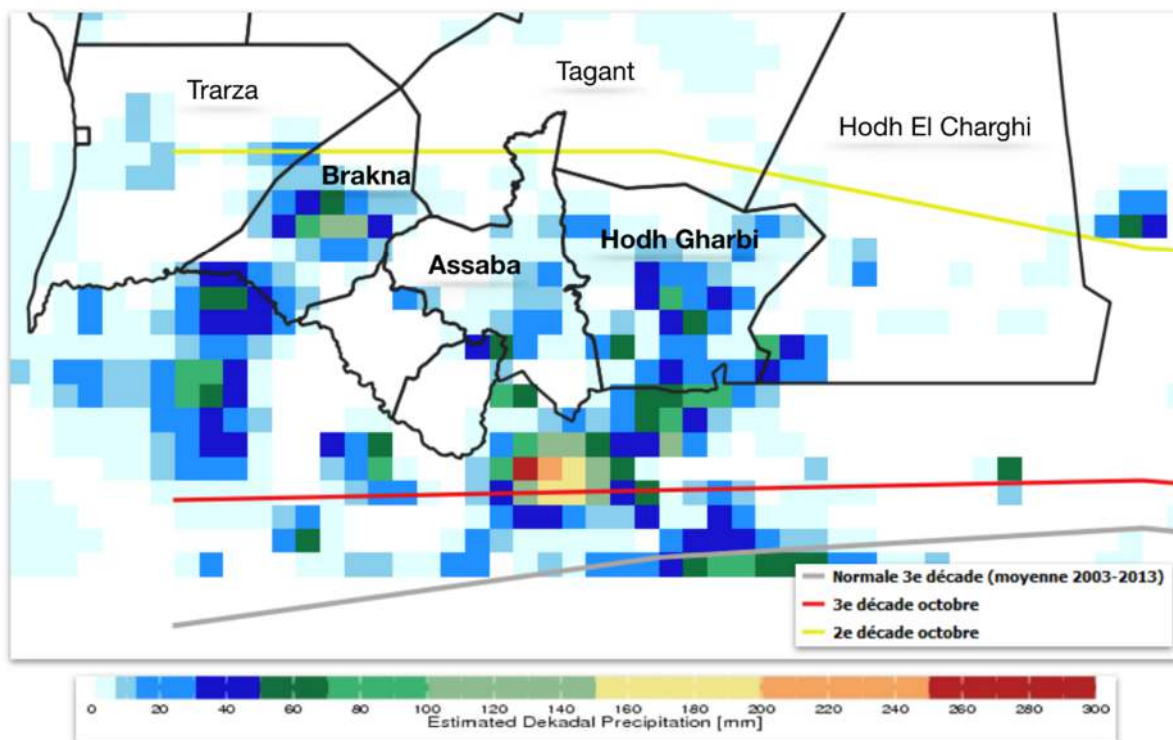 Tagant
Trarza
Hodh El Charghi
Brakna
Hodh Gharbi
Assaba
Normale 3e décade (moyenne 2003-2013)
3e décade octobre
2e décade octobre
0 20 40 60 80 100 120 140 160 180 200 220 240 260 280 300
Estimated Dekadal Precipitation [mm]